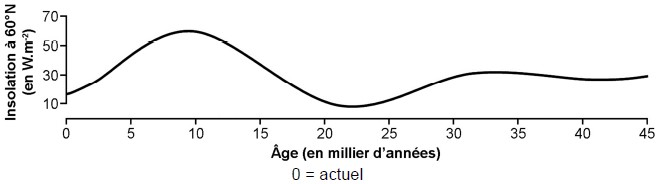 Insolation à 60°N
(en W.m-2)
70
50
30
10
0 5 10 15 20 25 30 35 40 45
Âge (en millier d'années)
0 = actuel